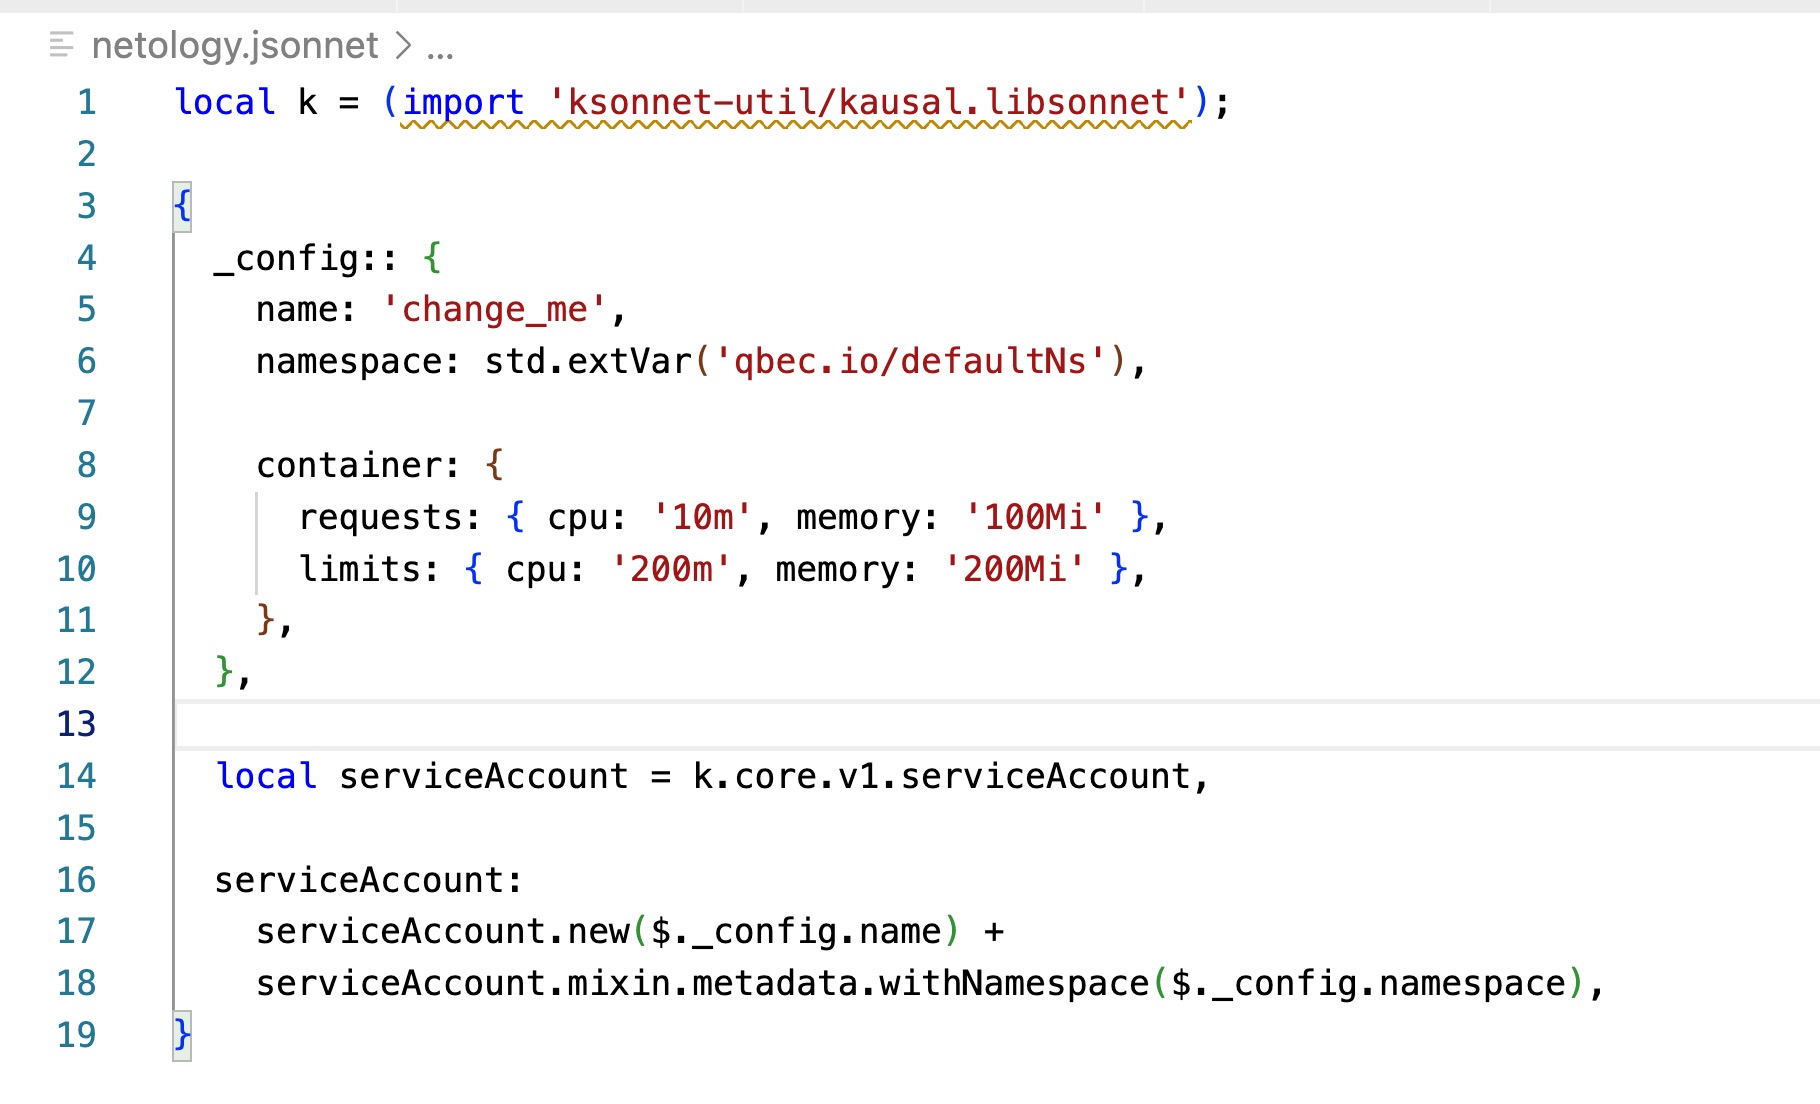 netology.jsonnet > ...
1 local k = (import 'ksonnet-util/kausal.libsonnet');
2
3 {
4   _config:: {
5     name: 'change_me',
6     namespace: std.extVar('qbec.io/defaultNs'),
7
8     container: {
9       requests: { cpu: '10m', memory: '100Mi' },
10       limits: { cpu: '200m', memory: '200Mi' },
11     },
12   },
13
14   local serviceAccount = k.core.v1.serviceAccount,
15
16   serviceAccount:
17     serviceAccount.new($._config.name) +
18     serviceAccount.mixin.metadata.withNamespace($._config.namespace),
19 }